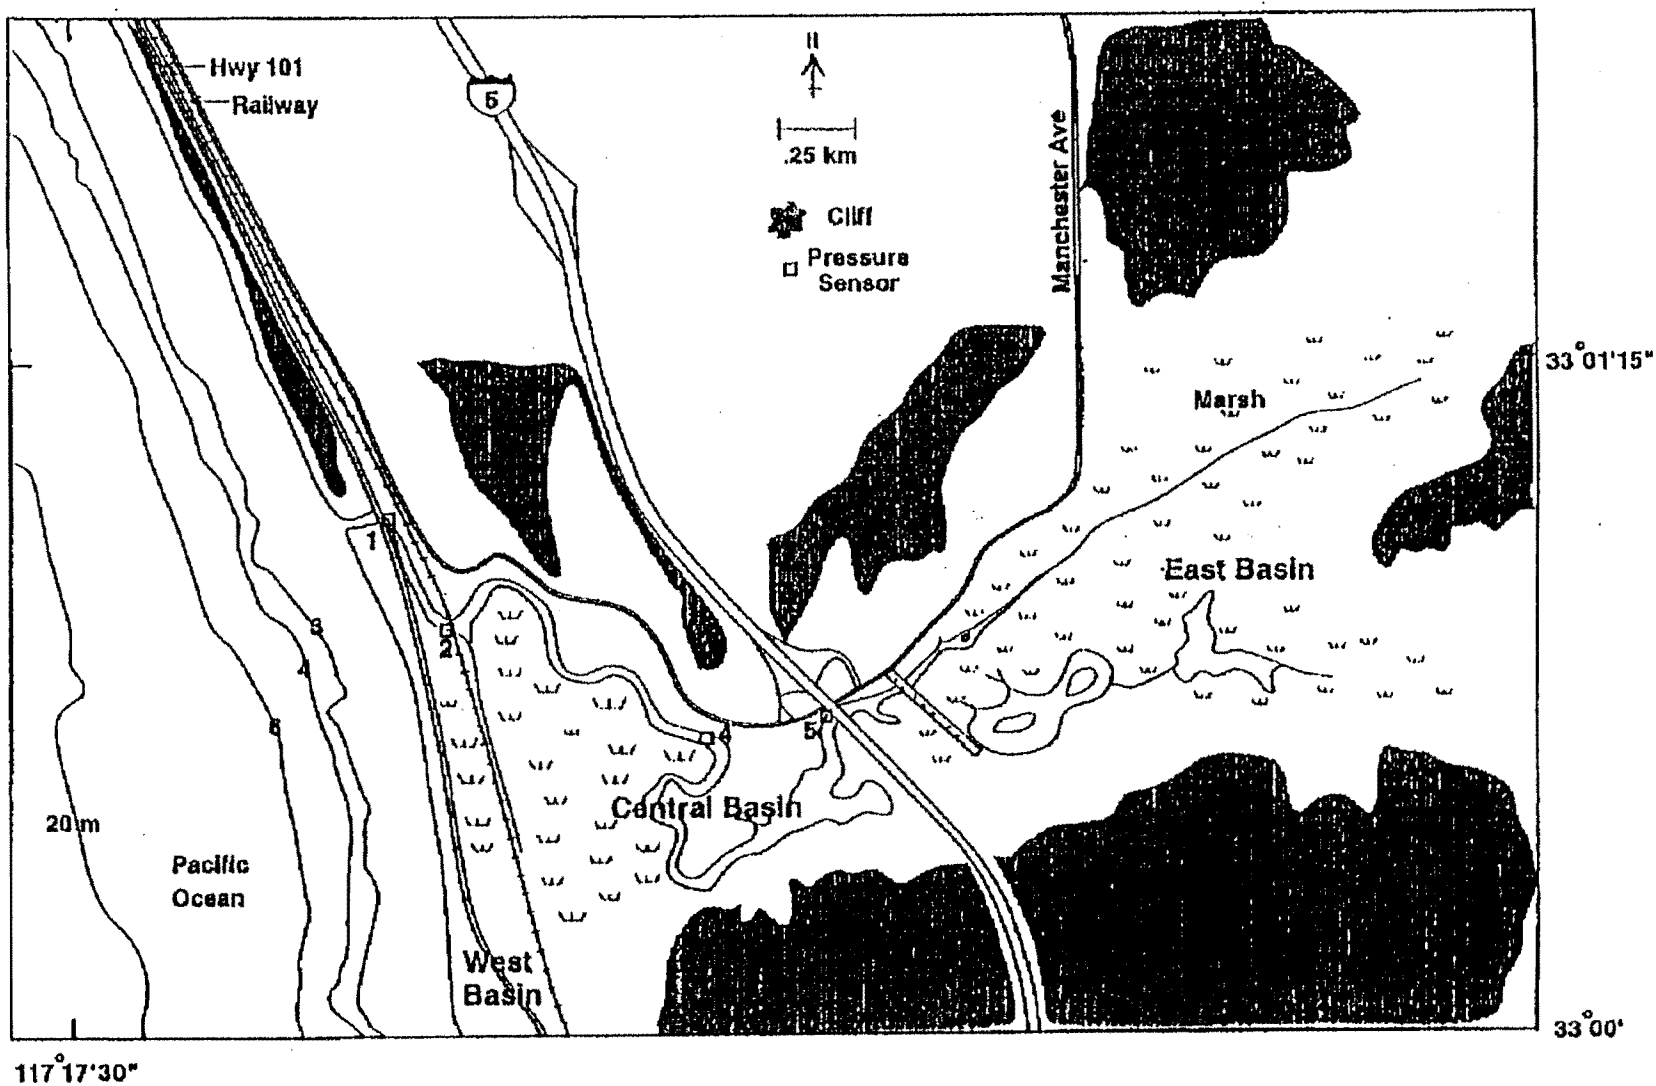 Hwy 101
Railway
5
.25 km
Cliff
Pressure
Sensor
Manchester Ave
33°01'15"
Marsh
East Basin
1
2
3
4
4
5
Central Basin
20 m
Pacific
Ocean
West
Basin
33°00'
117°17'30"